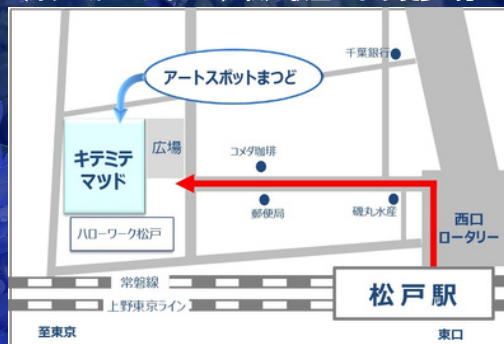 千葉銀行
アートスポットまつど
キテミテ
マッド
広場
コメダ珈琲
郵便局
磯丸水産
ハローワーク松戸
西口
ロータリー
常磐線
上野東京ライン
松戸駅
至東京
東口